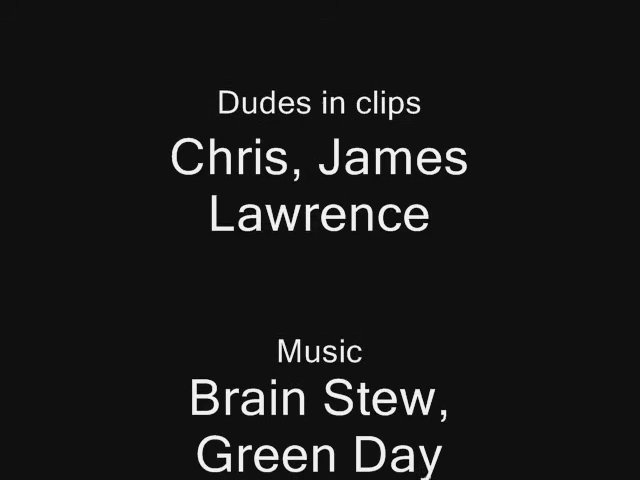 Dudes in clips
Chris, James
Lawrence
Music
Brain Stew,
Green Day